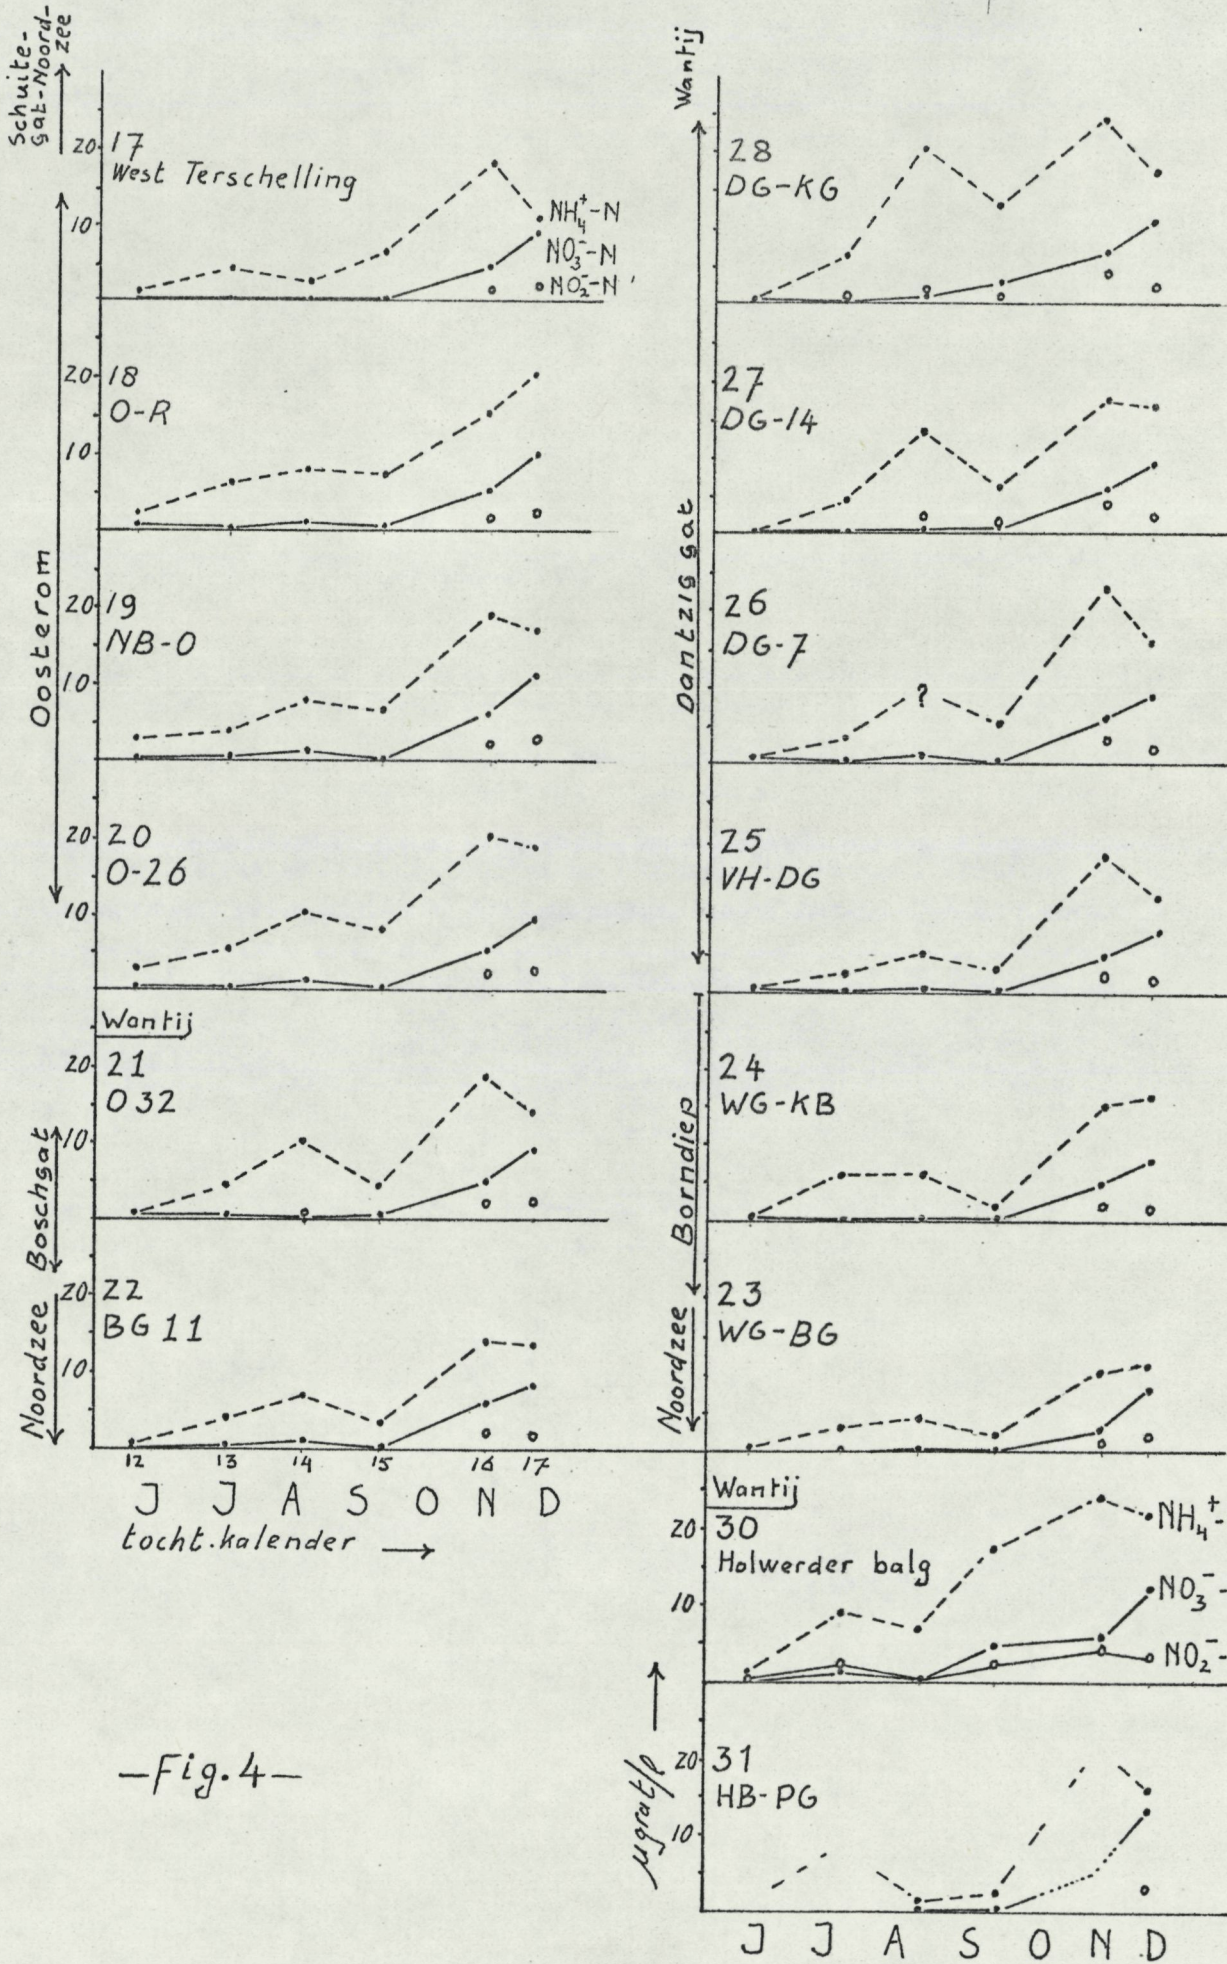 Schuite-
gat-Noord-
zee
20
17
West Terschelling
10
NH₄⁺-N
NO₃⁻-N
NO₂⁻-N
Oosterom
20
18
O-R
10
20
19
NB-O
10
20
20
O-26
10
Wantij
Boschgat
20
21
O32
10
Noordzee
20
22
BG 11
10
12 13 14 15 16 17
J J A S O N D
tocht.kalender →
-Fig.4-
Wantij
28
DG-KG
Dantzig gat
27
DG-14
26
DG-7
?
25
VH-DG
Borndiep
24
WG-KB
Noordzee
23
WG-BG
Wantij
20
30
Holwerder balg
10
NH₄⁺-
NO₃⁻-
NO₂⁻-
µgrat/l
20
31
HB-PG
10
J J A S O N D